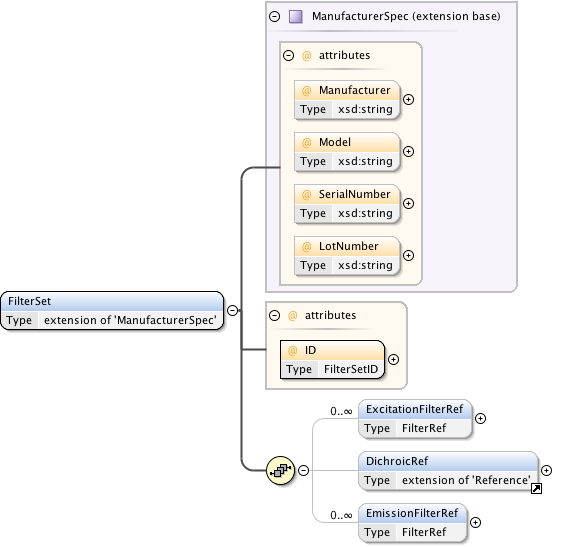 ManufacturerSpec (extension base)
@ attributes
@ Manufacturer
Type xsd:string
@ Model
Type xsd:string
@ SerialNumber
Type xsd:string
@ LotNumber
Type xsd:string
FilterSet
Type extension of 'ManufacturerSpec'
@ attributes
@ ID
Type FilterSetID
0..∞
ExcitationFilterRef
Type FilterRef
DichroicRef
Type extension of 'Reference'
0..∞
EmissionFilterRef
Type FilterRef